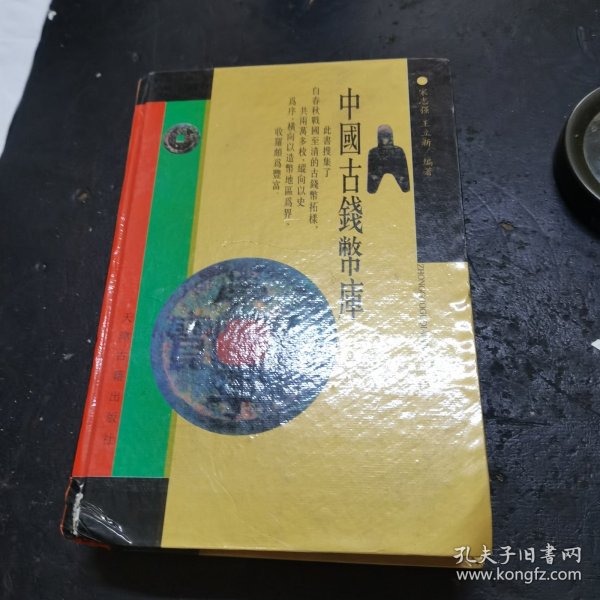 宋志强 王立新 编著
中國古錢幣庫
此書搜集了
自春秋戰國至清的古錢幣拓樣，
共兩萬多枚，縱向以史
爲序，橫向以造幣地區爲界，
收羅頗爲豐富
寶
天津古籍出版社
孔夫子旧书网
www.kongfz.com